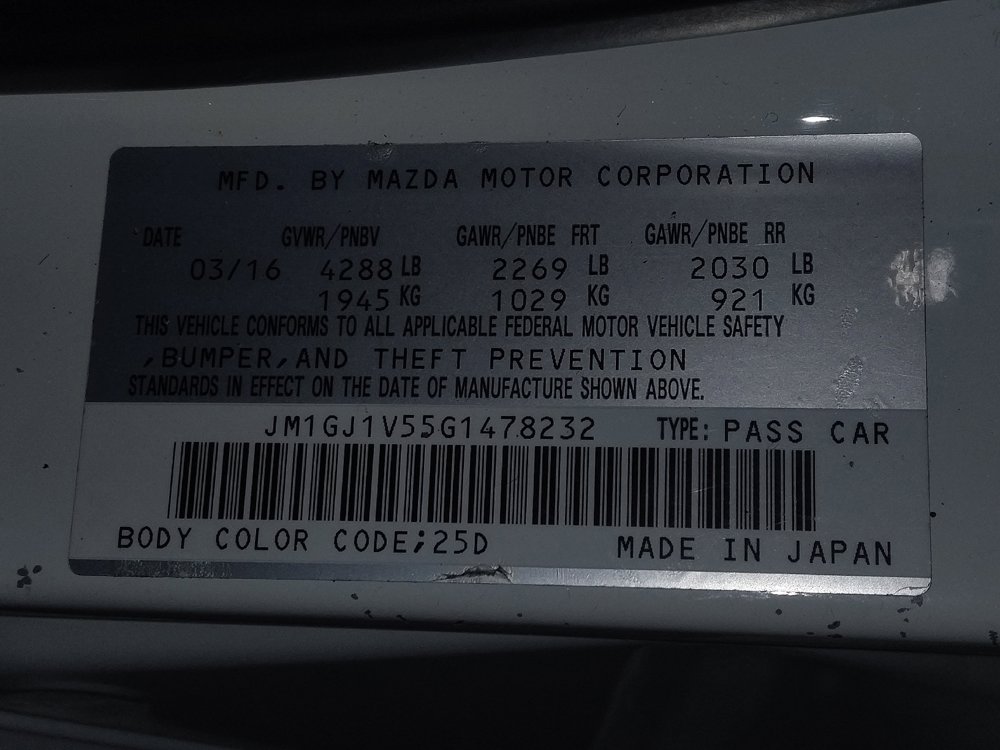 MFD. BY MAZDA MOTOR CORPORATION
DATE GVWR/PNBV GAWR/PNBE FRT GAWR/PNBE RR
03/16 4288 LB 2269 LB 2030 LB
1945 KG 1029 KG 921 KG
THIS VEHICLE CONFORMS TO ALL APPLICABLE FEDERAL MOTOR VEHICLE SAFETY
,BUMPER,AND THEFT PREVENTION
STANDARDS IN EFFECT ON THE DATE OF MANUFACTURE SHOWN ABOVE.
JM1GJ1V55G1478232 TYPE: PASS CAR
BODY COLOR CODE;25D MADE IN JAPAN